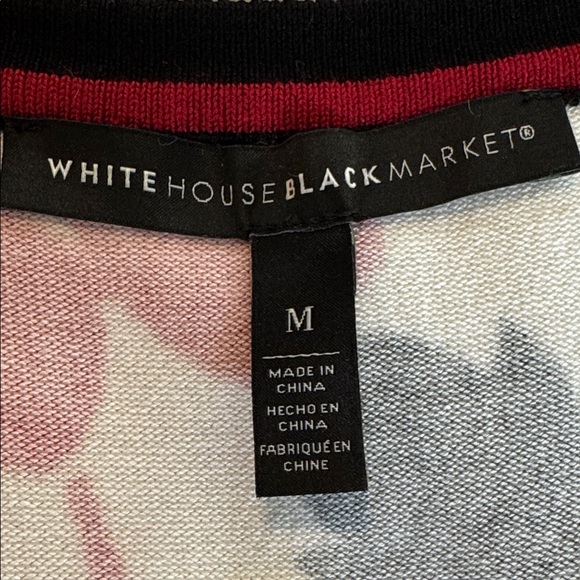 WHITE HOUSE BLACK MARKET®
M
MADE IN
CHINA
HECHO EN
CHINA
FABRIQUÉ EN
CHINE